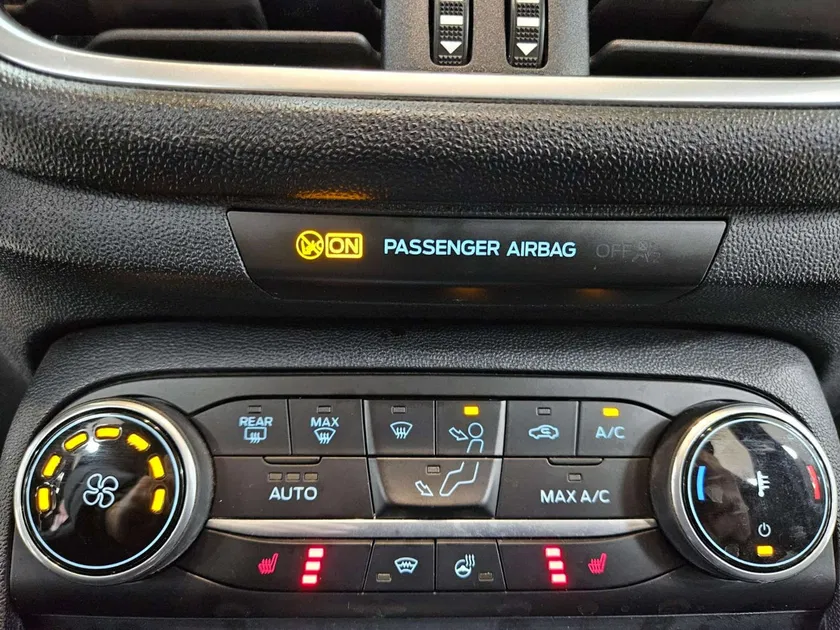 ON PASSENGER AIRBAG OFF
REAR MAX A/C
AUTO MAX A/C